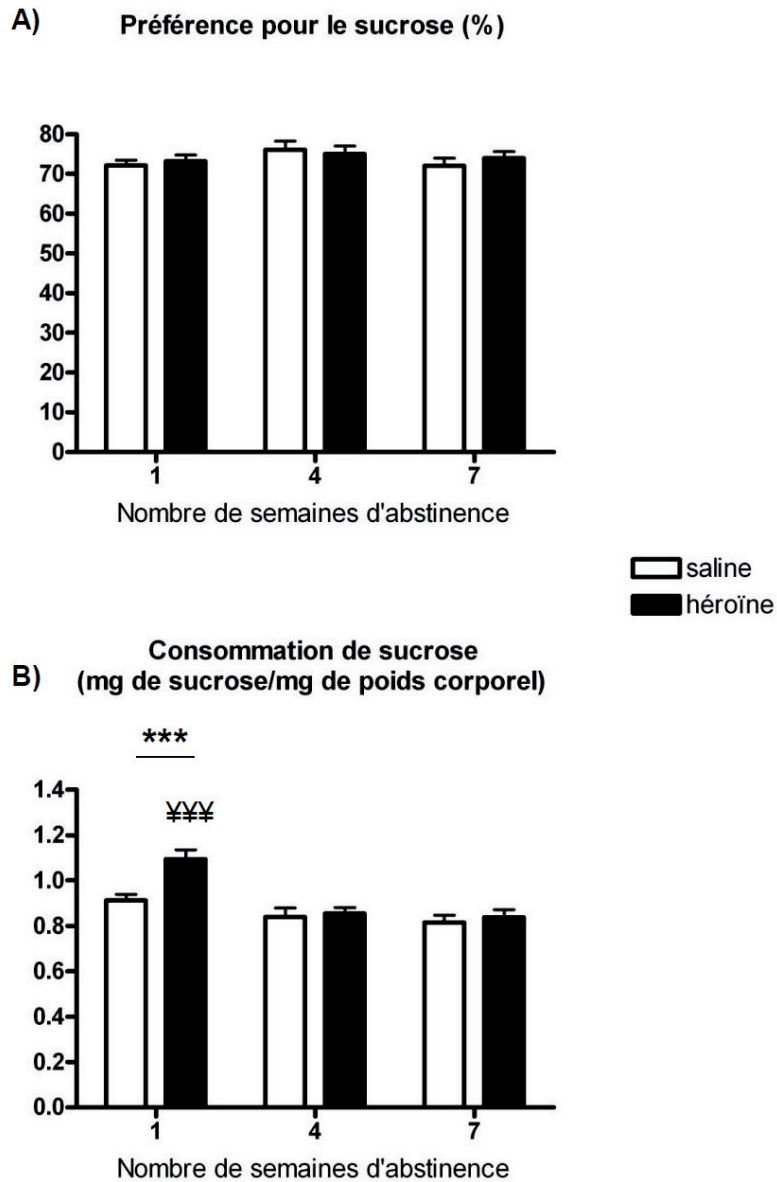 A) Préférence pour le sucrose (%)
80
70
60
50
40
30
20
10
0
1 4 7
Nombre de semaines d'abstinence
saline
héroïne
Consommation de sucrose
B) (mg de sucrose/mg de poids corporel)
***
1.4
¥¥¥
1.2
1.0
0.8
0.6
0.4
0.2
0.0
1 4 7
Nombre de semaines d'abstinence